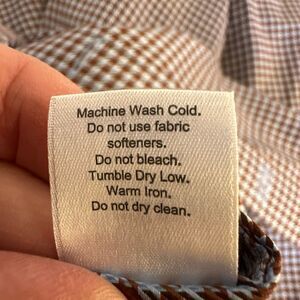 Machine Wash Cold.
Do not use fabric
softeners.
Do not bleach.
Tumble Dry Low.
Warm Iron.
Do not dry clean.